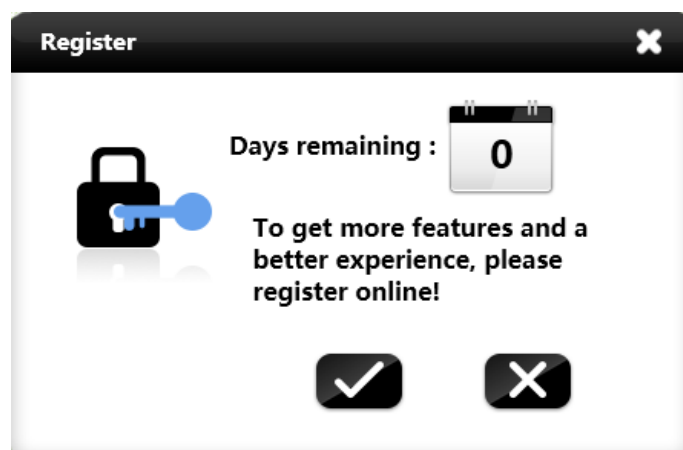 Register
Days remaining :
0
To get more features and a
better experience, please
register online!